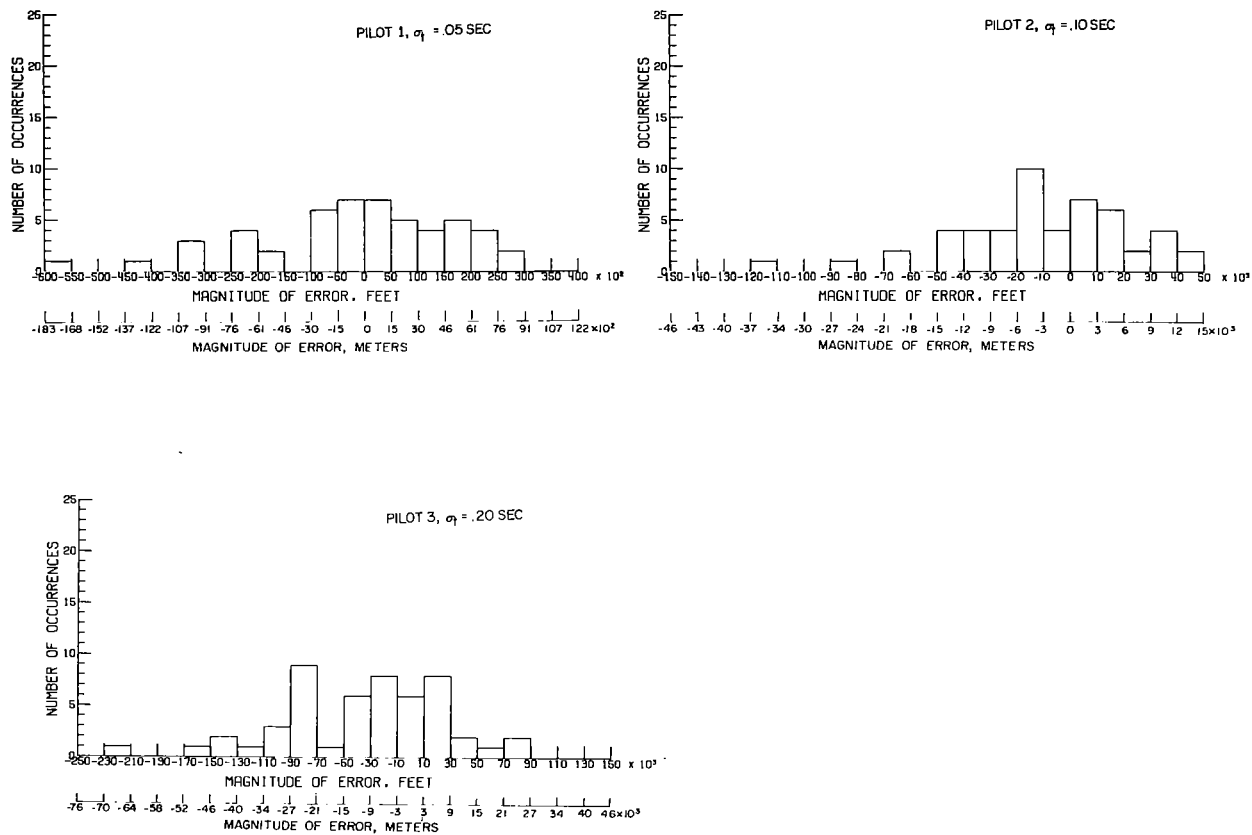 PILOT 1, σt = .05 SEC
NUMBER OF OCCURRENCES
25
20
15
10
5
0
-600 -550 -500 -450 -400 -350 -300 -250 -200 -150 -100 -50 0 50 100 150 200 250 300 350 400 x 10²
MAGNITUDE OF ERROR, FEET
-183 -168 -152 -137 -122 -107 -91 -76 -61 -46 -30 -15 0 15 30 46 61 76 91 107 122×10²
MAGNITUDE OF ERROR, METERS
PILOT 2, σt = .10 SEC
NUMBER OF OCCURRENCES
25
20
15
10
5
0
-150 -140 -130 -120 -110 -100 -90 -80 -70 -60 -50 -40 -30 -20 -10 0 10 20 30 40 50 x 10³
MAGNITUDE OF ERROR, FEET
-46 -43 -40 -37 -34 -30 -27 -24 -21 -18 -15 -12 -9 -6 -3 0 3 6 9 12 15×10³
MAGNITUDE OF ERROR, METERS
PILOT 3, σt = .20 SEC
NUMBER OF OCCURRENCES
25
20
15
10
5
0
-250 -230 -210 -190 -170 -150 -130 -110 -90 -70 -50 -30 -10 10 30 50 70 90 110 130 150 x 10³
MAGNITUDE OF ERROR, FEET
-76 -70 -64 -58 -52 -46 -40 -34 -27 -21 -15 -9 -3 3 9 15 21 27 34 40 46×10³
MAGNITUDE OF ERROR, METERS